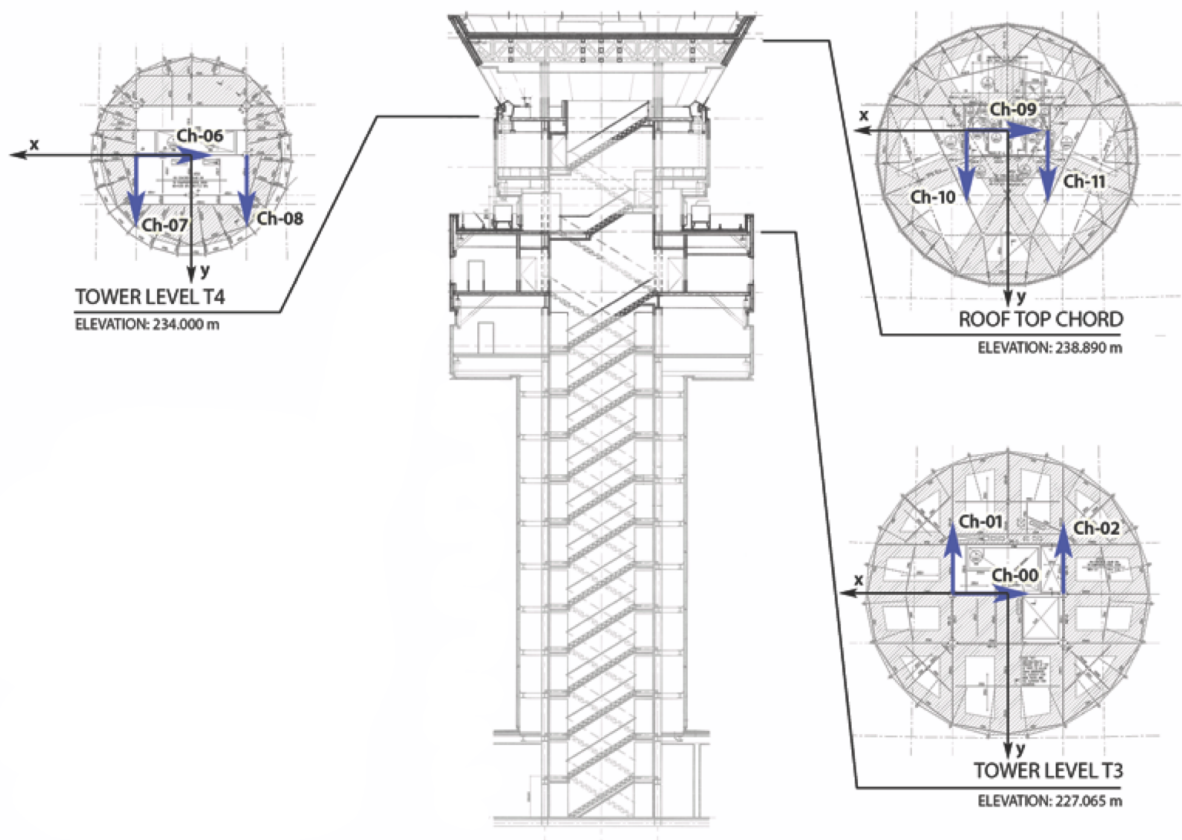 x
Ch-06
Ch-07
Ch-08
y
TOWER LEVEL T4
ELEVATION: 234.000 m
x
Ch-09
Ch-10
Ch-11
y
ROOF TOP CHORD
ELEVATION: 238.890 m
Ch-01
Ch-02
Ch-00
x
y
TOWER LEVEL T3
ELEVATION: 227.065 m